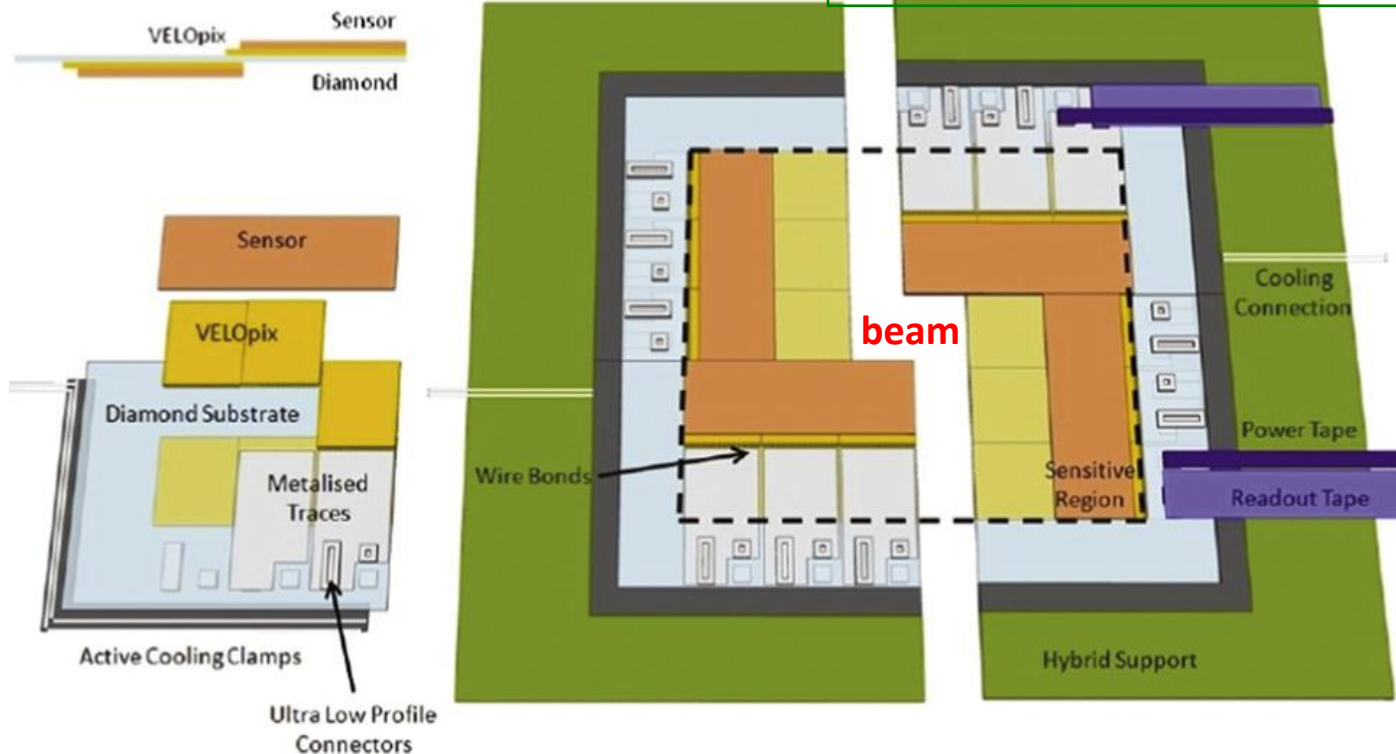 Sensor
VELOpix
Diamond
Sensor
VELOpix
Diamond Substrate
Metalised
Traces
Active Cooling Clamps
Ultra Low Profile
Connectors
beam
Cooling
Connection
Wire Bonds
Sensitive
Region
Power Tape
Readout Tape
Hybrid Support